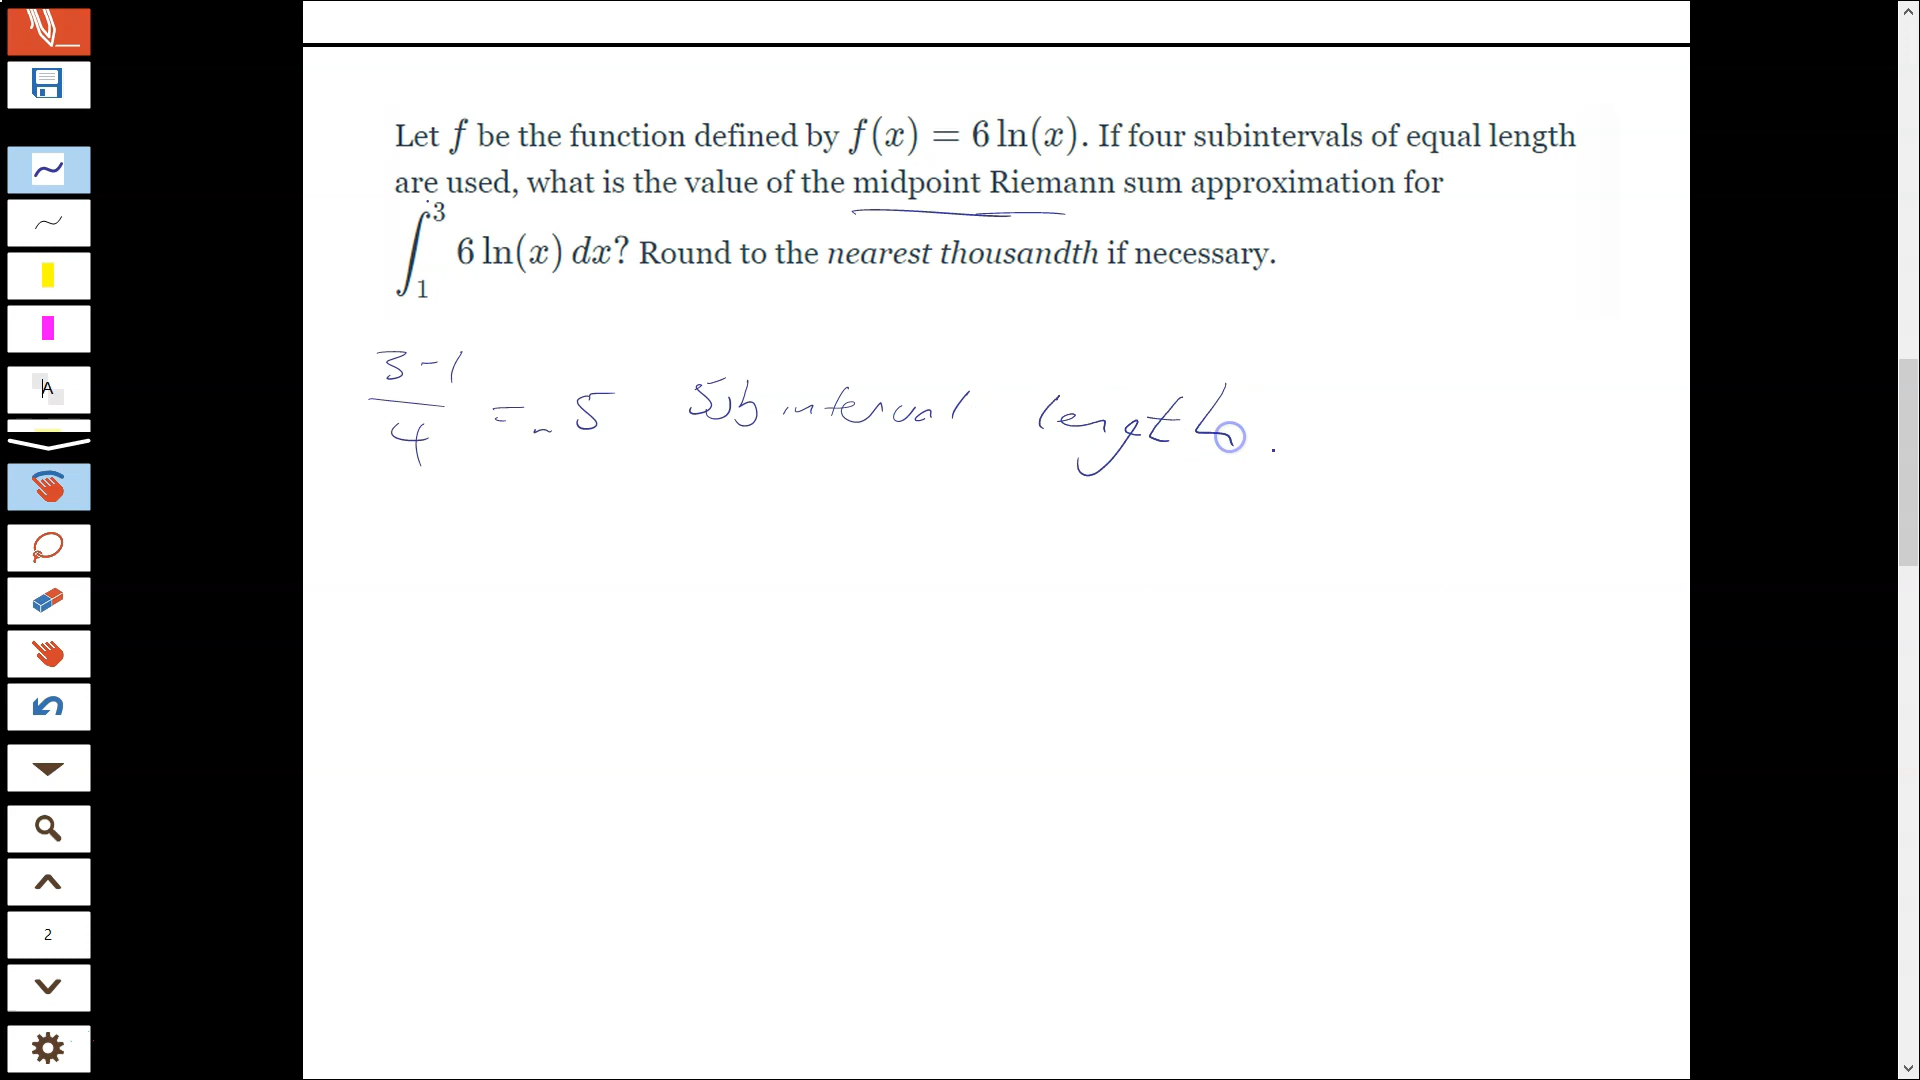 Let f be the function defined by f(x) = 6 ln(x). If four subintervals of equal length
are used, what is the value of the midpoint Riemann sum approximation for
∫₁³ 6 ln(x) dx? Round to the nearest thousandth if necessary.
3-1
4
= .5 Subinterval length.
A
2